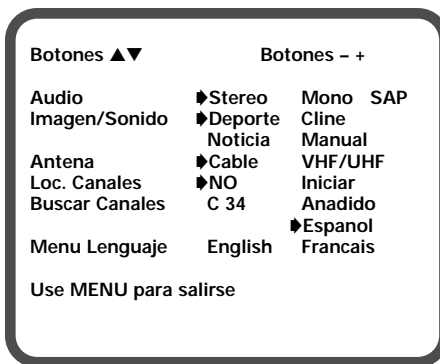 Botones ▲▼ Botones – +
Audio ➧Stereo Mono SAP
Imagen/Sonido ➧Deporte Cline
Noticia Manual
Antena ➧Cable VHF/UHF
Loc. Canales ➧NO Iniciar
Buscar Canales C 34 Anadido
➧Espanol
Menu Lenguaje English Francais
Use MENU para salirse